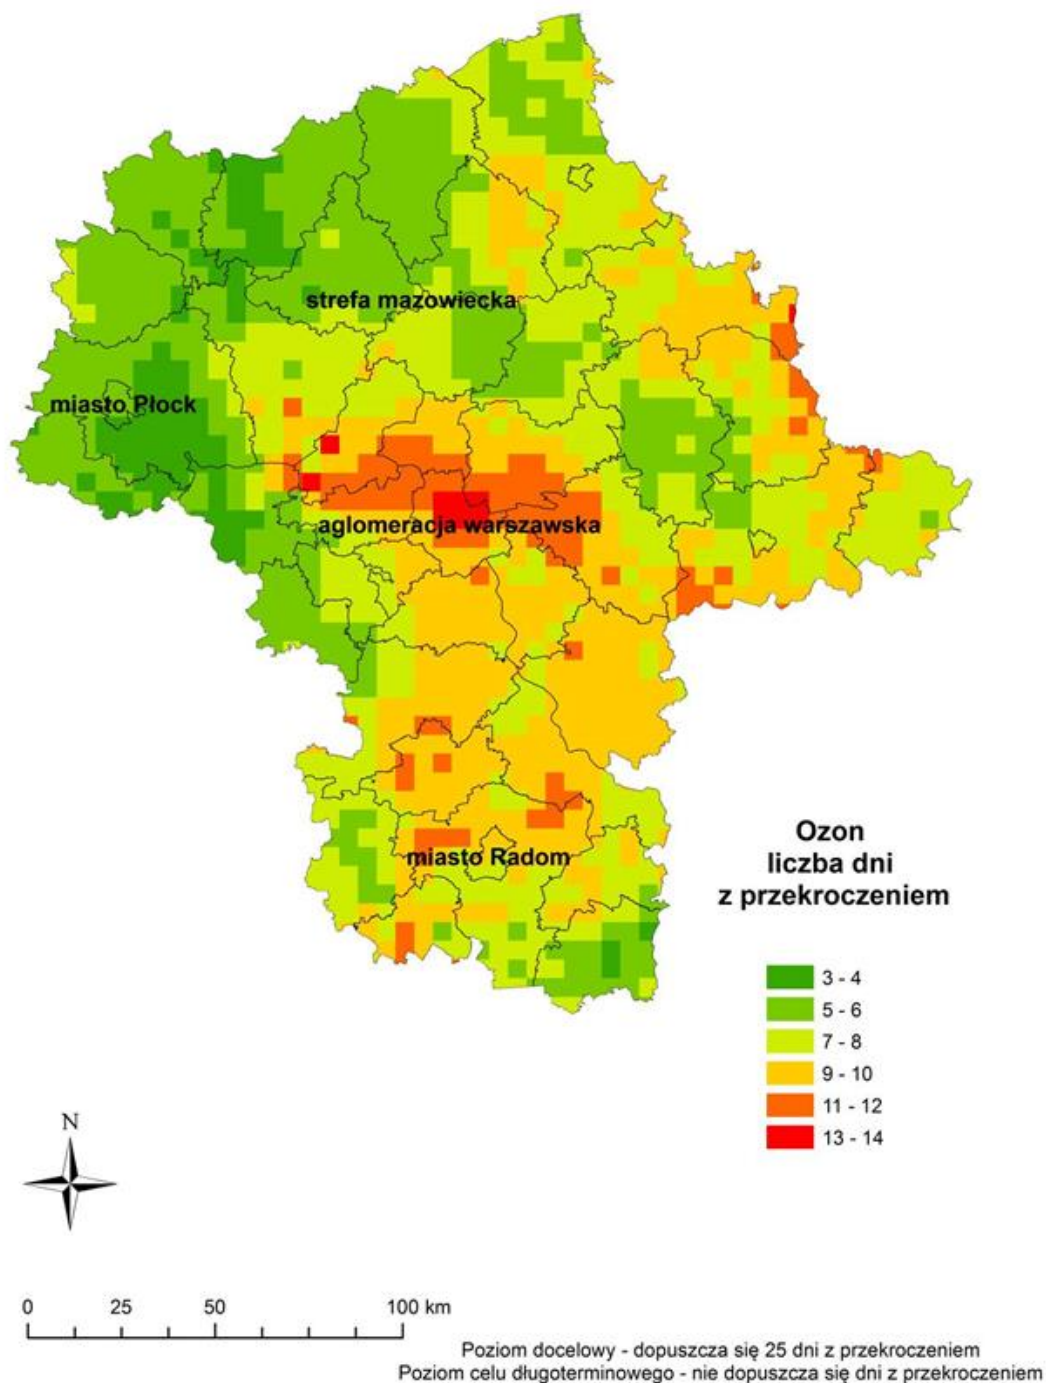 strefa mazowiecka
miasto Płock
aglomeracja warszawska
miasto Radom
Ozon
liczba dni
z przekroczeniem
3 - 4
5 - 6
7 - 8
9 - 10
11 - 12
13 - 14
N
0 25 50 100 km
Poziom docelowy - dopuszcza się 25 dni z przekroczeniem
Poziom celu długoterminowego - nie dopuszcza się dni z przekroczeniem